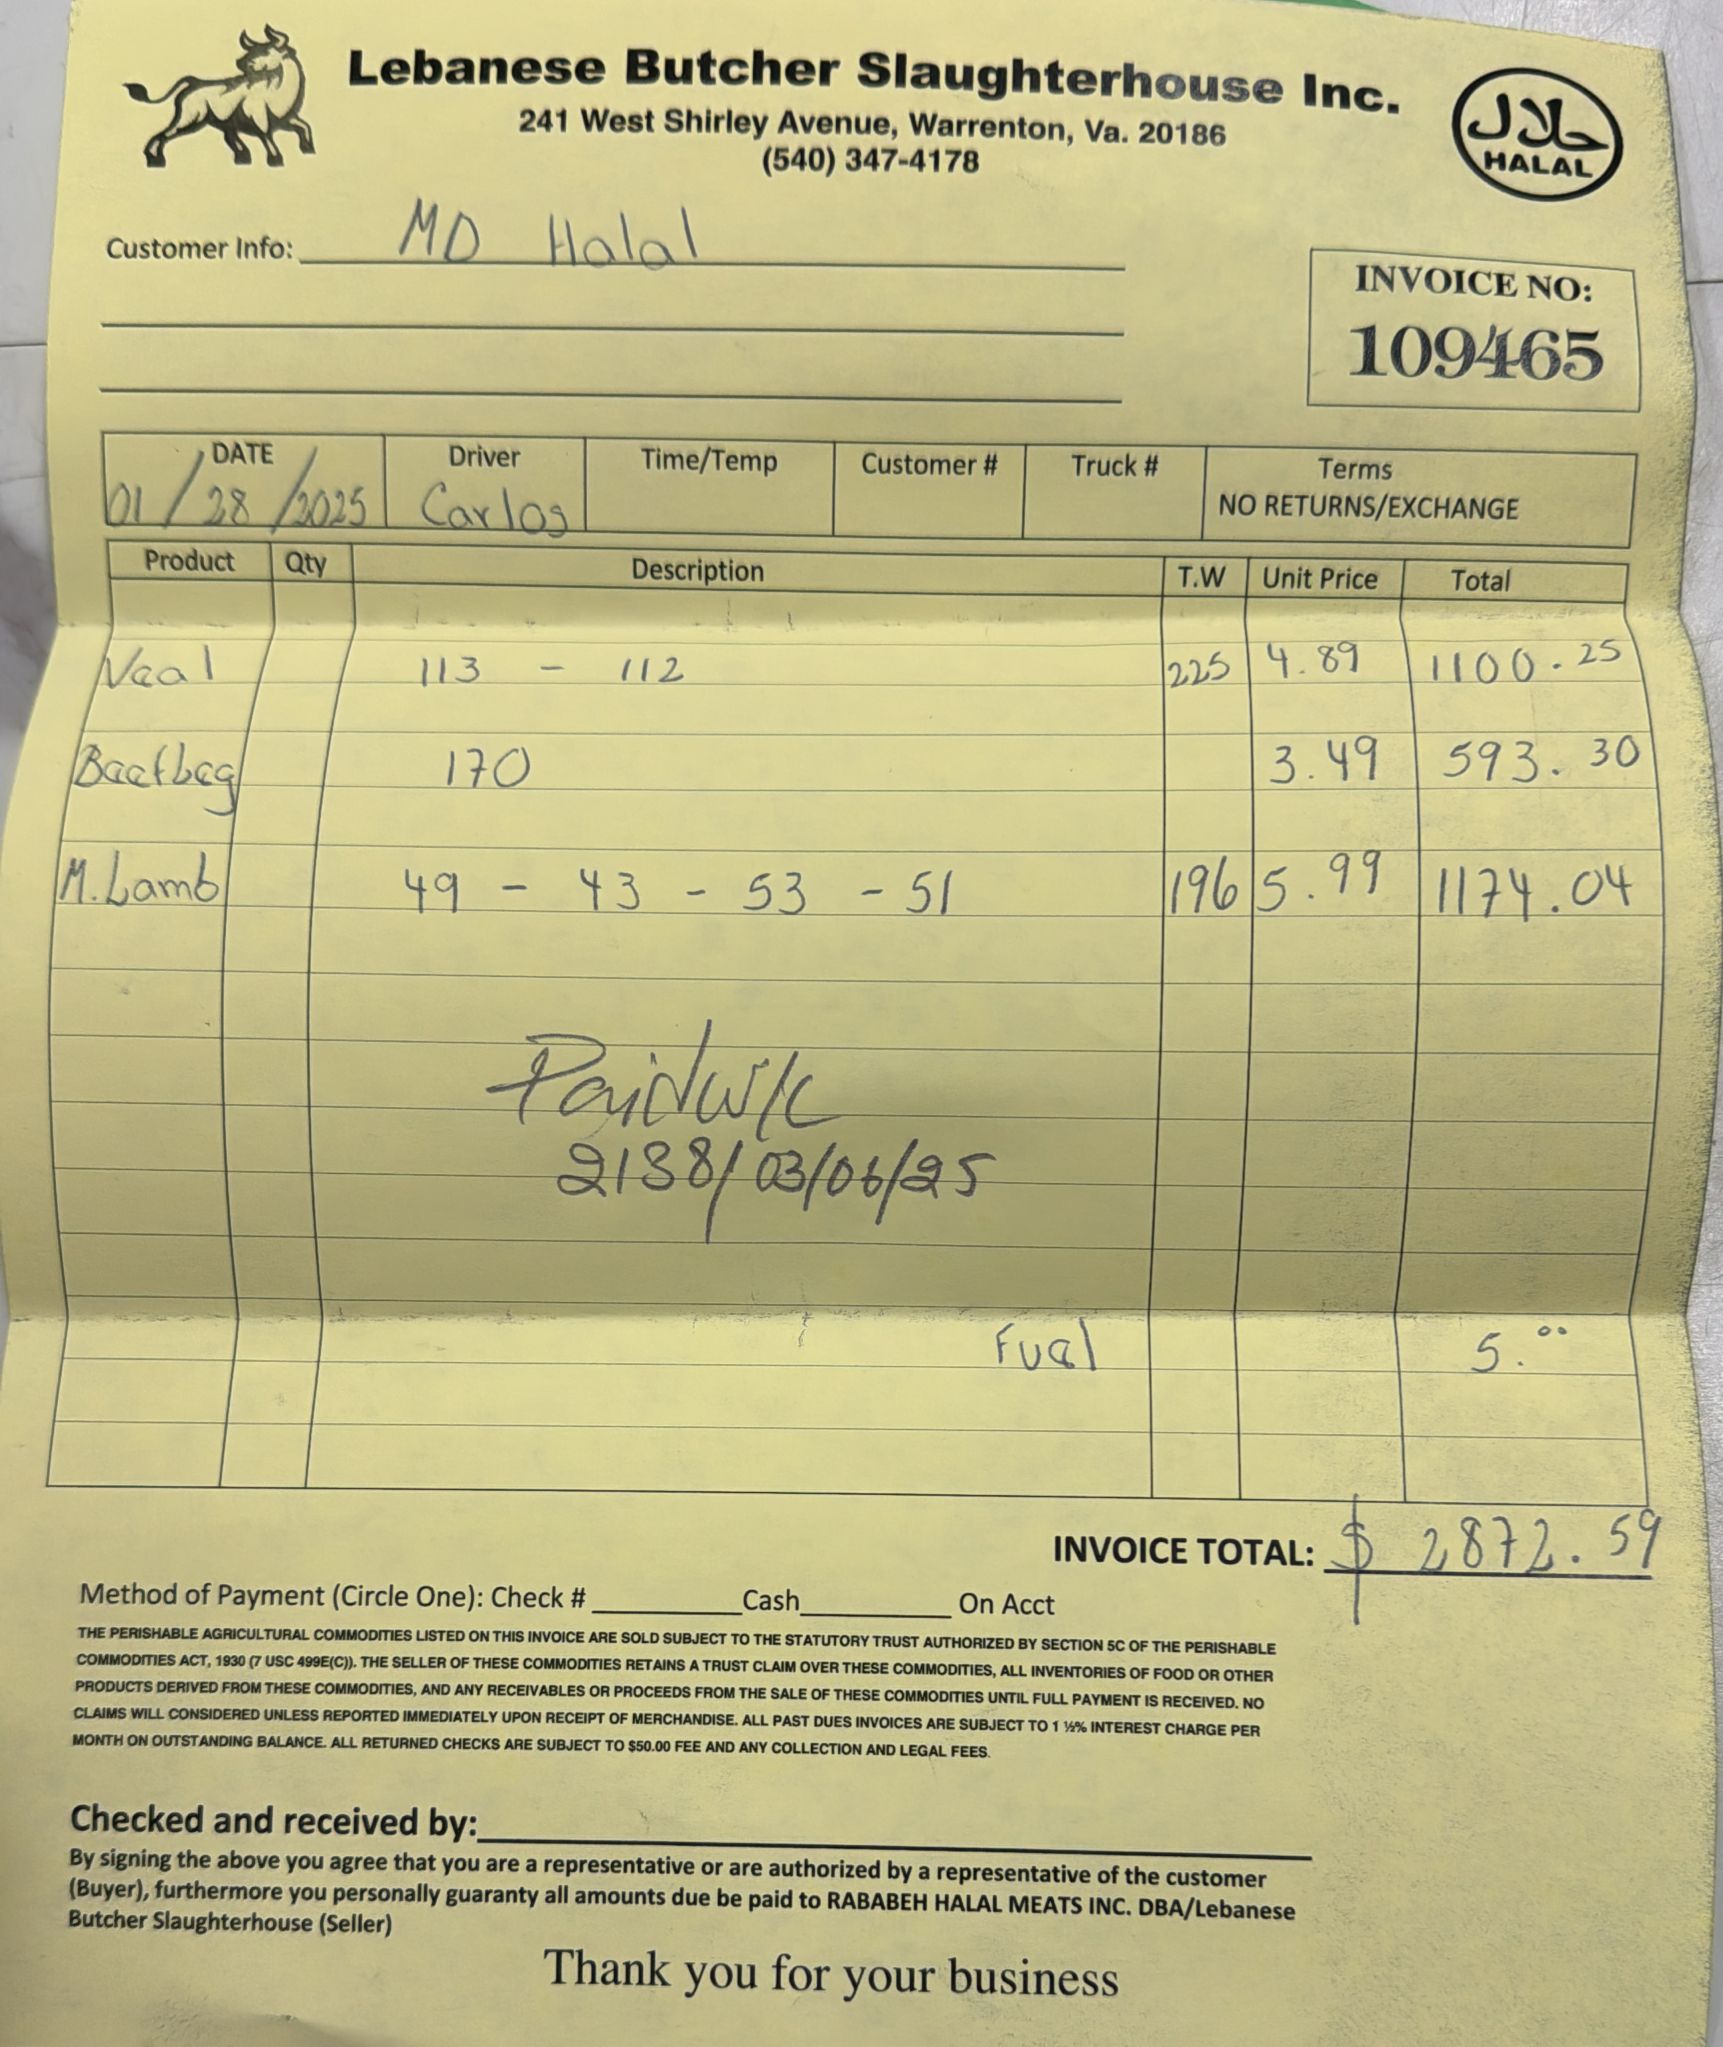 Lebanese Butcher Slaughterhouse Inc.
241 West Shirley Avenue, Warrenton, Va. 20186
(540) 347-4178
حلال
HALAL
Customer Info: MD Halal
INVOICE NO:
109465
DATE Driver Time/Temp Customer # Truck # Terms
01/28/2025 Carlos NO RETURNS/EXCHANGE
Product Qty Description T.W Unit Price Total
Veal 113 - 112 225 4.89 1100.25
Beefleg 170 3.49 593.30
M.Lamb 49 - 43 - 53 - 51 196 5.99 1174.04
Paid w/c
2138/03/06/25
Fuel 5.00
INVOICE TOTAL: $ 2872.59
Method of Payment (Circle One): Check # Cash On Acct
THE PERISHABLE AGRICULTURAL COMMODITIES LISTED ON THIS INVOICE ARE SOLD SUBJECT TO THE STATUTORY TRUST AUTHORIZED BY SECTION 5C OF THE PERISHABLE
COMMODITIES ACT, 1930 (7 USC 499E(C)). THE SELLER OF THESE COMMODITIES RETAINS A TRUST CLAIM OVER THESE COMMODITIES, ALL INVENTORIES OF FOOD OR OTHER
PRODUCTS DERIVED FROM THESE COMMODITIES, AND ANY RECEIVABLES OR PROCEEDS FROM THE SALE OF THESE COMMODITIES UNTIL FULL PAYMENT IS RECEIVED. NO
CLAIMS WILL CONSIDERED UNLESS REPORTED IMMEDIATELY UPON RECEIPT OF MERCHANDISE. ALL PAST DUES INVOICES ARE SUBJECT TO 1 ½% INTEREST CHARGE PER
MONTH ON OUTSTANDING BALANCE. ALL RETURNED CHECKS ARE SUBJECT TO $50.00 FEE AND ANY COLLECTION AND LEGAL FEES.
Checked and received by:
By signing the above you agree that you are a representative or are authorized by a representative of the customer
(Buyer), furthermore you personally guaranty all amounts due be paid to RABABEH HALAL MEATS INC. DBA/Lebanese
Butcher Slaughterhouse (Seller)
Thank you for your business